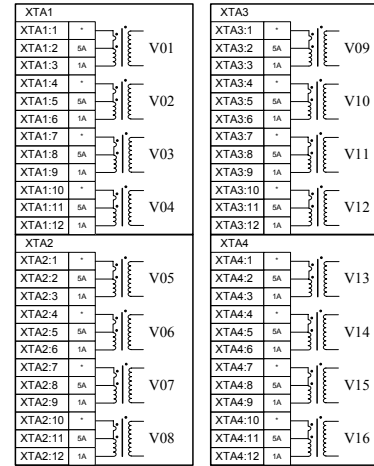 XTA1
XTA1:1 *
XTA1:2 5A V01
XTA1:3 1A
XTA1:4 *
XTA1:5 5A V02
XTA1:6 1A
XTA1:7 *
XTA1:8 5A V03
XTA1:9 1A
XTA1:10 *
XTA1:11 5A V04
XTA1:12 1A
XTA2
XTA2:1 *
XTA2:2 5A V05
XTA2:3 1A
XTA2:4 *
XTA2:5 5A V06
XTA2:6 1A
XTA2:7 *
XTA2:8 5A V07
XTA2:9 1A
XTA2:10 *
XTA2:11 5A V08
XTA2:12 1A
XTA3
XTA3:1 *
XTA3:2 5A V09
XTA3:3 1A
XTA3:4 *
XTA3:5 5A V10
XTA3:6 1A
XTA3:7 *
XTA3:8 5A V11
XTA3:9 1A
XTA3:10 *
XTA3:11 5A V12
XTA3:12 1A
XTA4
XTA4:1 *
XTA4:2 5A V13
XTA4:3 1A
XTA4:4 *
XTA4:5 5A V14
XTA4:6 1A
XTA4:7 *
XTA4:8 5A V15
XTA4:9 1A
XTA4:10 *
XTA4:11 5A V16
XTA4:12 1A